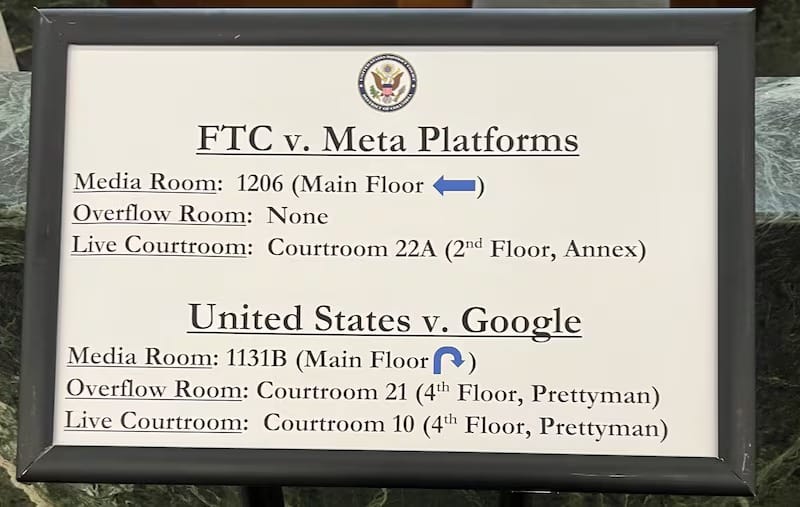 FTC v. Meta Platforms
Media Room: 1206 (Main Floor )
Overflow Room: None
Live Courtroom: Courtroom 22A (2nd Floor, Annex)
United States v. Google
Media Room: 1131B (Main Floor )
Overflow Room: Courtroom 21 (4th Floor, Prettyman)
Live Courtroom: Courtroom 10 (4th Floor, Prettyman)